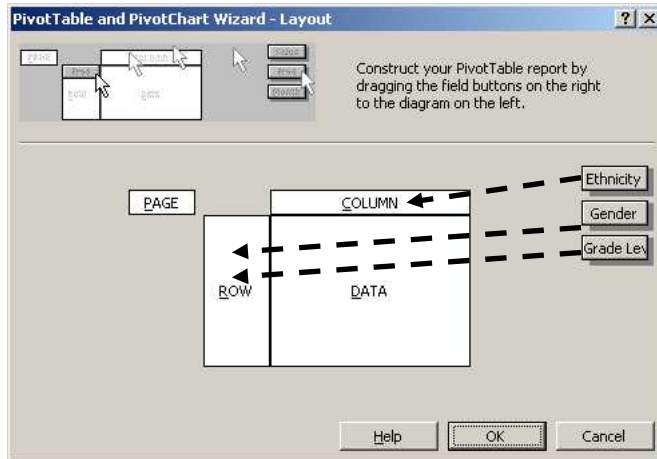 PivotTable and PivotChart Wizard - Layout
Construct your PivotTable report by
dragging the field buttons on the right
to the diagram on the left.
PAGE
COLUMN
ROW
DATA
Ethnicity
Gender
Grade Lev
Help
OK
Cancel